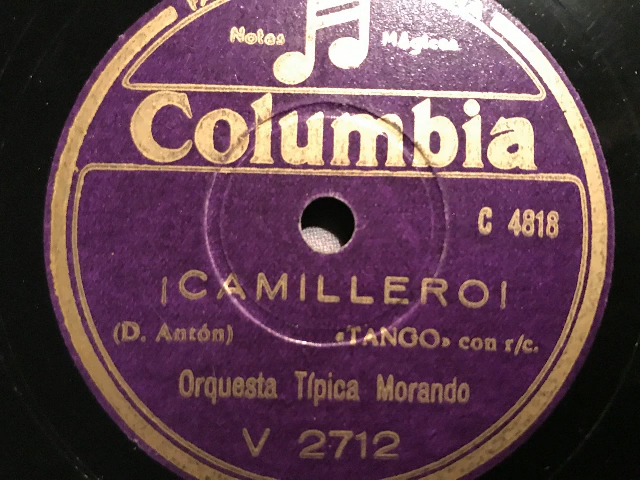 Notas Mágicas
Columbia
C 4818
¡CAMILLERO!
(D. Antón) «TANGO» con r/c.
Orquesta Típica Morando
V 2712